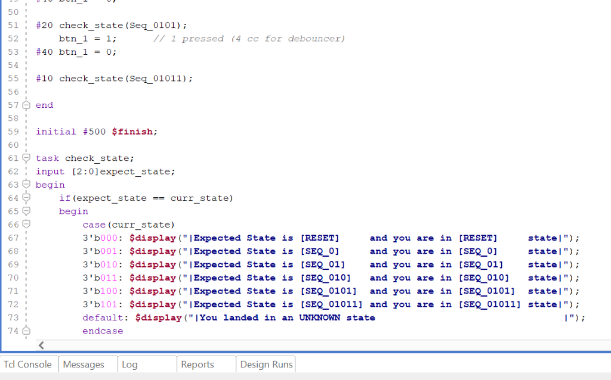 50
51 #20 check_state(Seq_0101);
52 btn_1 = 1; // 1 pressed (4 cc for debouncer)
53 #40 btn_1 = 0;
54
55 #10 check_state(Seq_01011);
56
57 end
58
59 initial #500 $finish;
60
61 task check_state;
62 input [2:0]expect_state;
63 begin
64 if(expect_state == curr_state)
65 begin
66 case(curr_state)
67 3'b000: $display("|Expected State is [RESET] and you are in [RESET] state|");
68 3'b001: $display("|Expected State is [SEQ_0] and you are in [SEQ_0] state|");
69 3'b010: $display("|Expected State is [SEQ_01] and you are in [SEQ_01] state|");
70 3'b011: $display("|Expected State is [SEQ_010] and you are in [SEQ_010] state|");
71 3'b100: $display("|Expected State is [SEQ_0101] and you are in [SEQ_0101] state|");
72 3'b101: $display("|Expected State is [SEQ_01011] and you are in [SEQ_01011] state|");
73 default: $display("|You landed in an UNKNOWN state |");
74 endcase
Tcl Console Messages Log Reports Design Runs